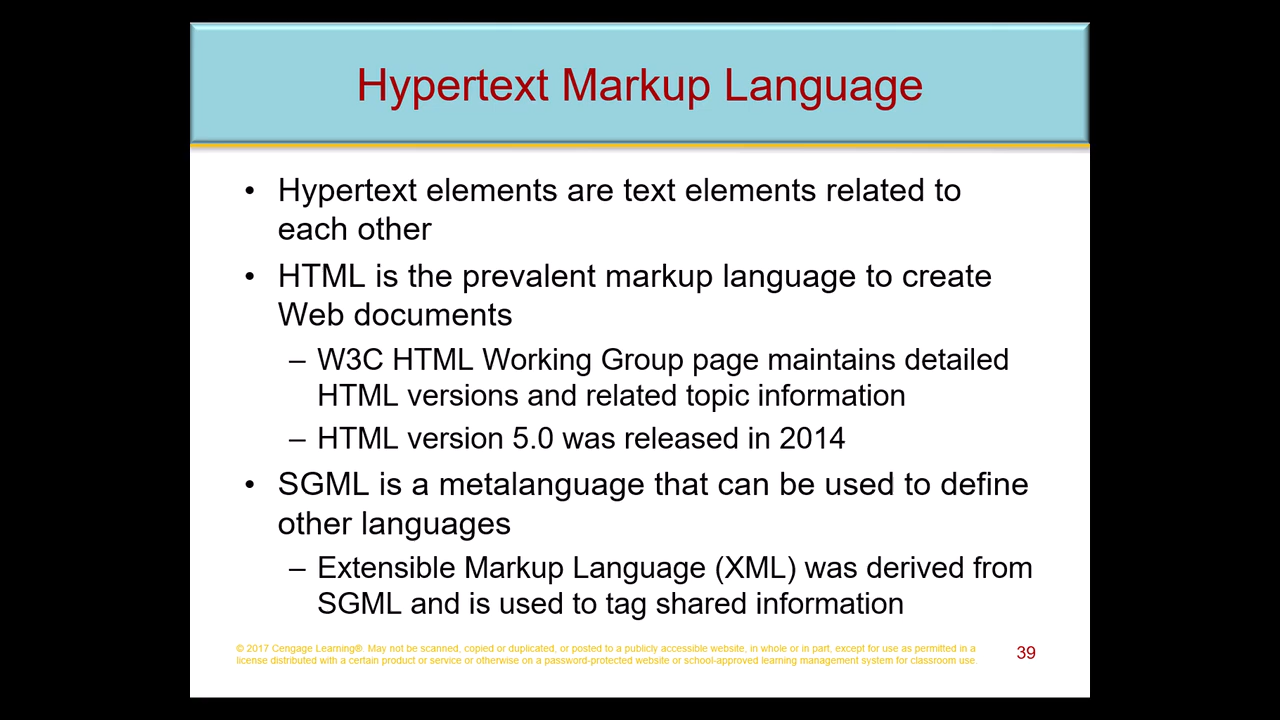 Hypertext Markup Language
• Hypertext elements are text elements related to
each other
• HTML is the prevalent markup language to create
Web documents
– W3C HTML Working Group page maintains detailed
HTML versions and related topic information
– HTML version 5.0 was released in 2014
• SGML is a metalanguage that can be used to define
other languages
– Extensible Markup Language (XML) was derived from
SGML and is used to tag shared information
© 2017 Cengage Learning®. May not be scanned, copied or duplicated, or posted to a publicly accessible website, in whole or in part, except for use as permitted in a
license distributed with a certain product or service or otherwise on a password-protected website or school-approved learning management system for classroom use.
39